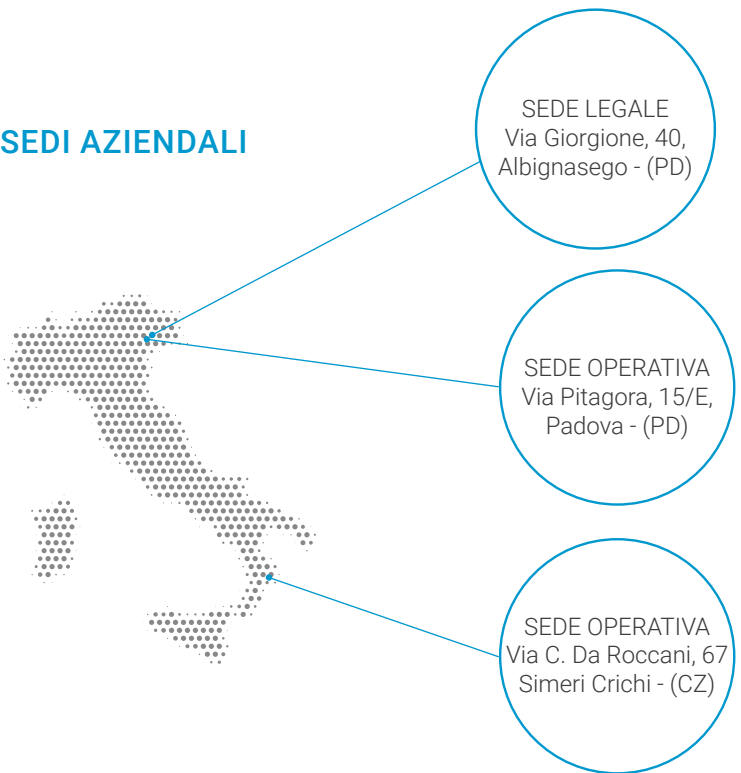 SEDI AZIENDALI
SEDE LEGALE
Via Giorgione, 40,
Albignasego - (PD)
SEDE OPERATIVA
Via Pitagora, 15/E,
Padova - (PD)
SEDE OPERATIVA
Via C. Da Roccani, 67
Simeri Crichi - (CZ)